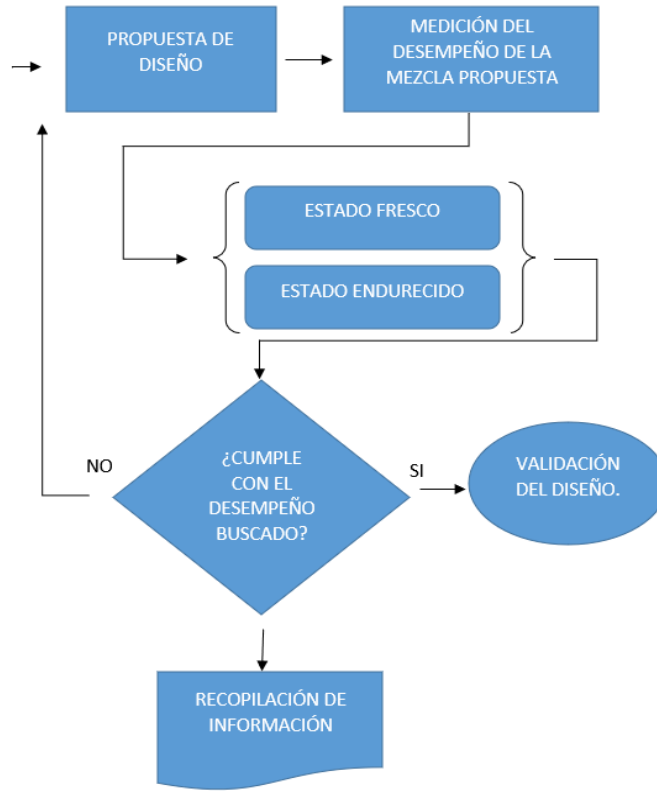 PROPUESTA DE
DISEÑO
MEDICIÓN DEL
DESEMPEÑO DE LA
MEZCLA PROPUESTA
ESTADO FRESCO
ESTADO ENDURECIDO
¿CUMPLE
CON EL
DESEMPEÑO
BUSCADO?
NO
SI
VALIDACIÓN
DEL DISEÑO.
RECOPILACIÓN DE
INFORMACIÓN